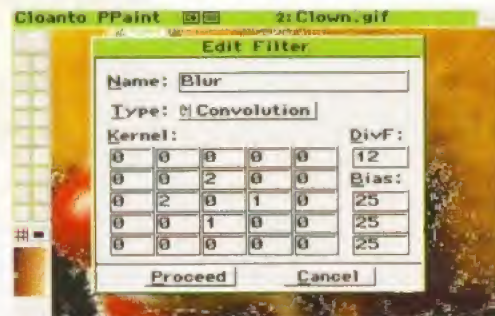 Cloanto PPaint 2:Clown.gif
Edit Filter
Name: Blur
Type: Convolution
Kernel: DivF:
0 0 0 0 0 12
0 0 2 0 0 Bias:
0 2 0 1 0 25
0 0 1 0 0 25
0 0 0 0 0 25
Proceed Cancel